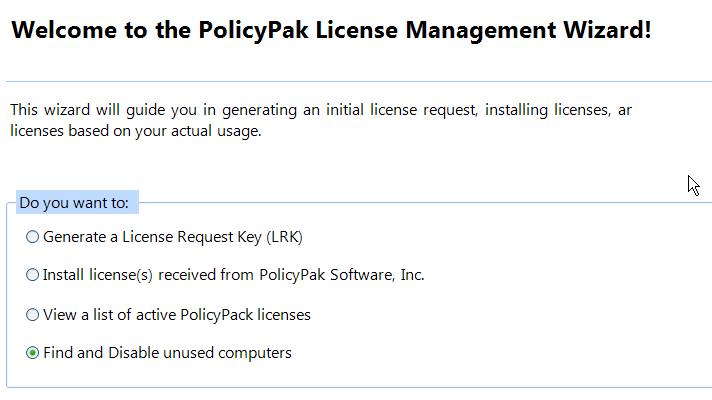 Welcome to the PolicyPak License Management Wizard!
This wizard will guide you in generating an initial license request, installing licenses, ar
licenses based on your actual usage.
Do you want to:
Generate a License Request Key (LRK)
Install license(s) received from PolicyPak Software, Inc.
View a list of active PolicyPack licenses
Find and Disable unused computers